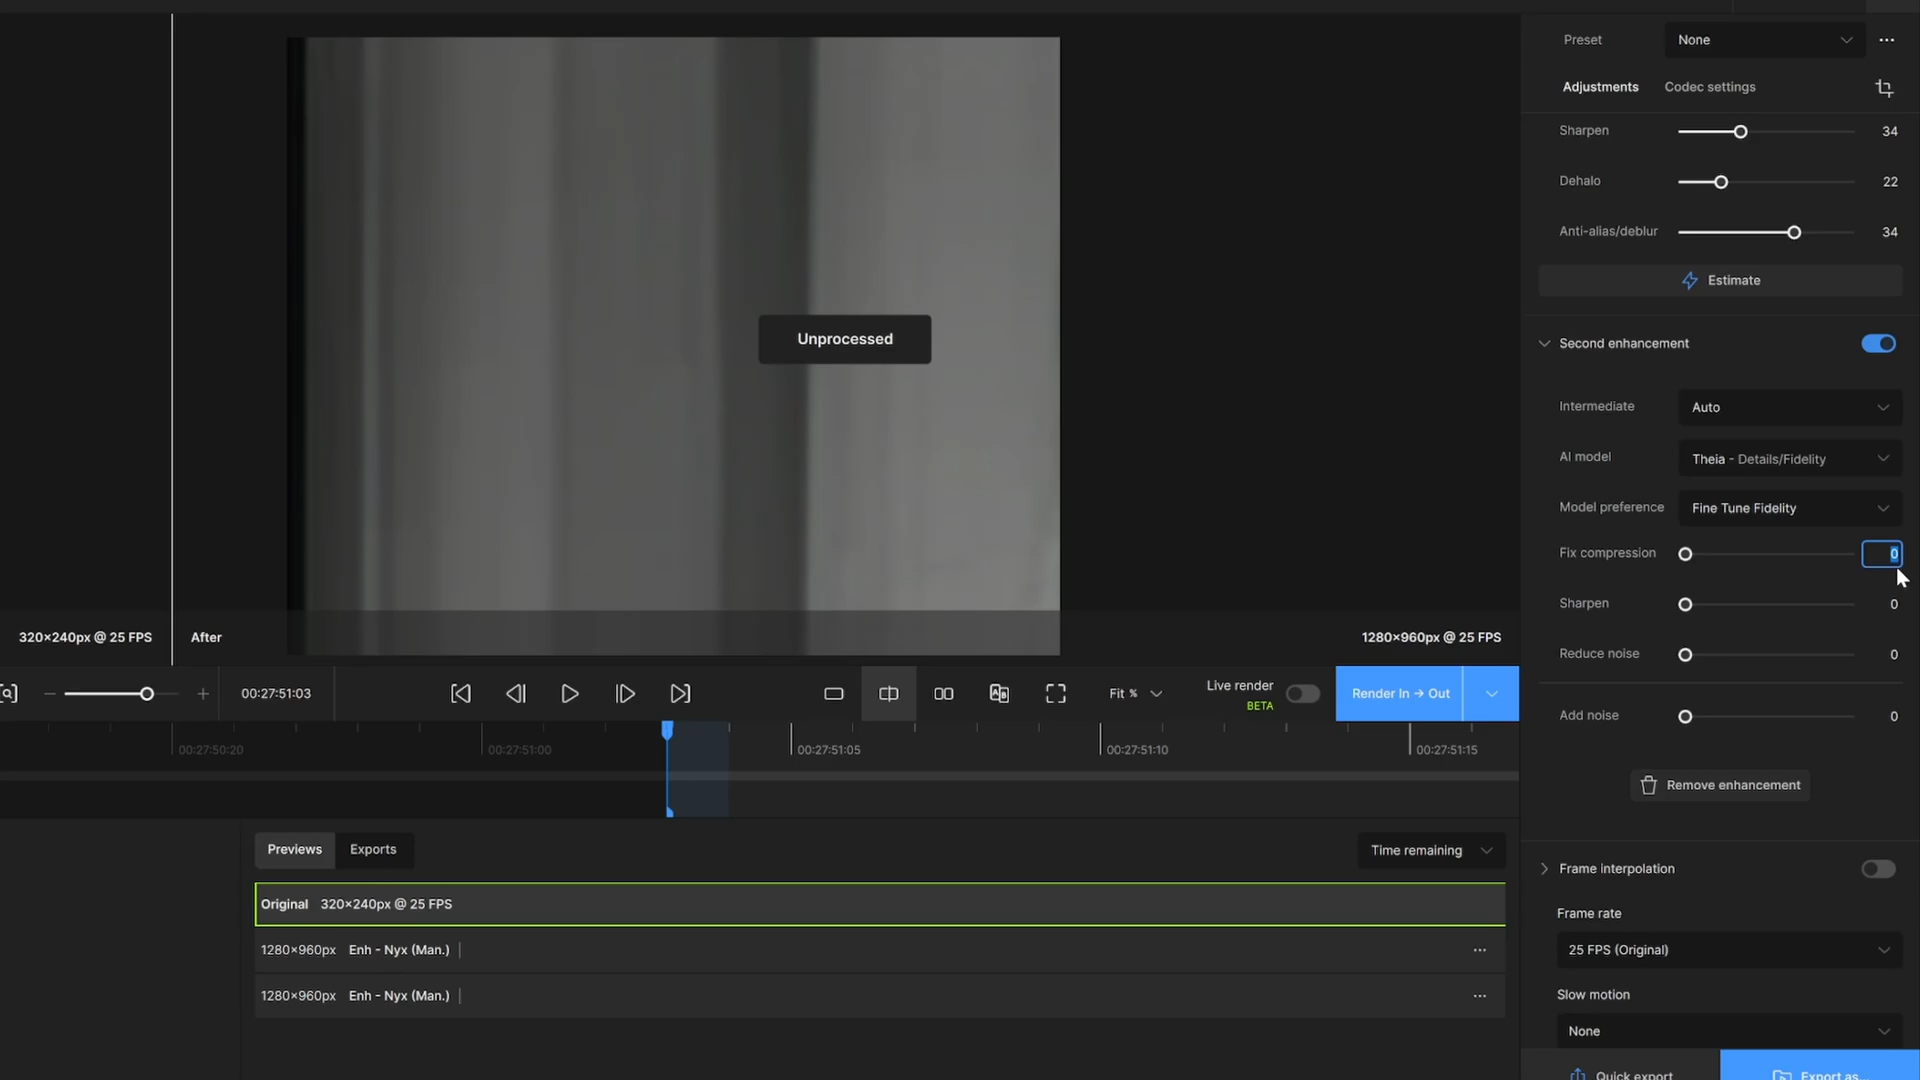 Preset
None
Adjustments
Codec settings
Sharpen
34
Dehalo
22
Anti-alias/deblur
34
Estimate
Unprocessed
Second enhancement
Intermediate
Auto
AI model
Theia - Details/Fidelity
Model preference
Fine Tune Fidelity
Fix compression
0
Sharpen
0
Reduce noise
0
Add noise
0
Remove enhancement
320×240px @ 25 FPS
After
1280×960px @ 25 FPS
00:27:51:03
Fit %
Live render
BETA
Render In → Out
00:27:50:20
00:27:51:00
00:27:51:05
00:27:51:10
00:27:51:15
Previews
Exports
Time remaining
Original 320×240px @ 25 FPS
1280×960px Enh - Nyx (Man.)
1280×960px Enh - Nyx (Man.)
Frame interpolation
Frame rate
25 FPS (Original)
Slow motion
None
Quick export
Export as...